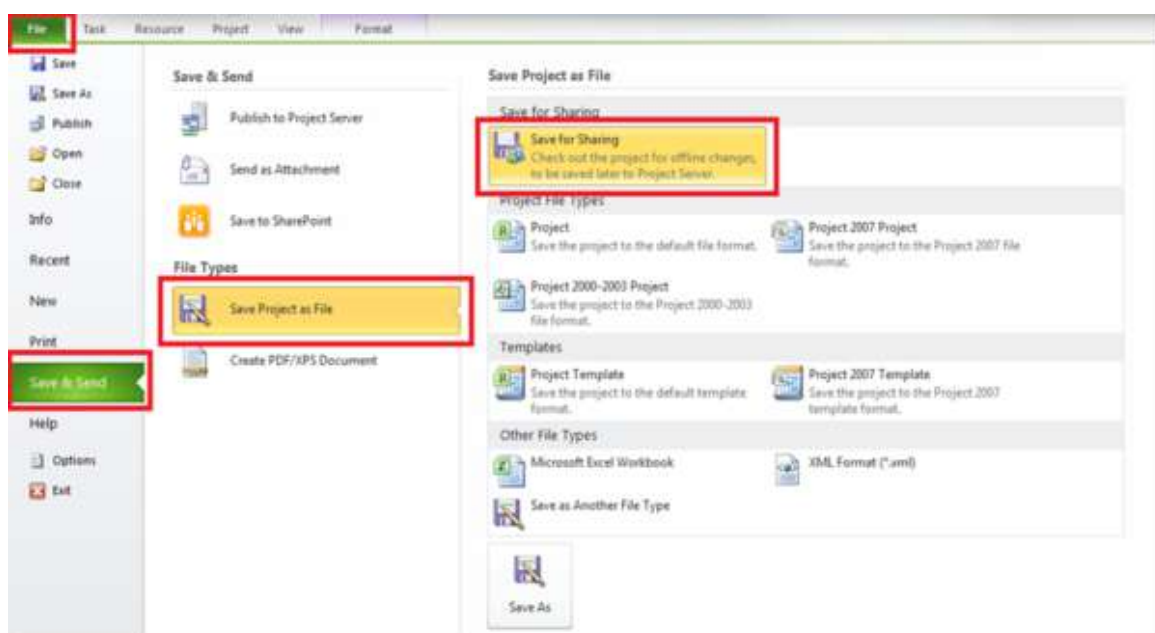 File Task Resource Project View Format
Save
Save As
Publish
Open
Close
Info
Recent
New
Print
Save & Send
Help
Options
Exit
Save & Send
Publish to Project Server
Send as Attachment
Save to SharePoint
File Types
Save Project as File
Create PDF/XPS Document
Save Project as File
Save for Sharing
Save for Sharing
Check out the project for offline changes,
to be saved later to Project Server.
Project File Types
Project
Save the project to the default file format.
Project 2007 Project
Save the project to the Project 2007 file
format.
Project 2000-2003 Project
Save the project to the Project 2000-2003
file format.
Templates
Project Template
Save the project to the default template
format.
Project 2007 Template
Save the project to the Project 2007
template format.
Other File Types
Microsoft Excel Workbook
XML Format (*.xml)
Save as Another File Type
Save As